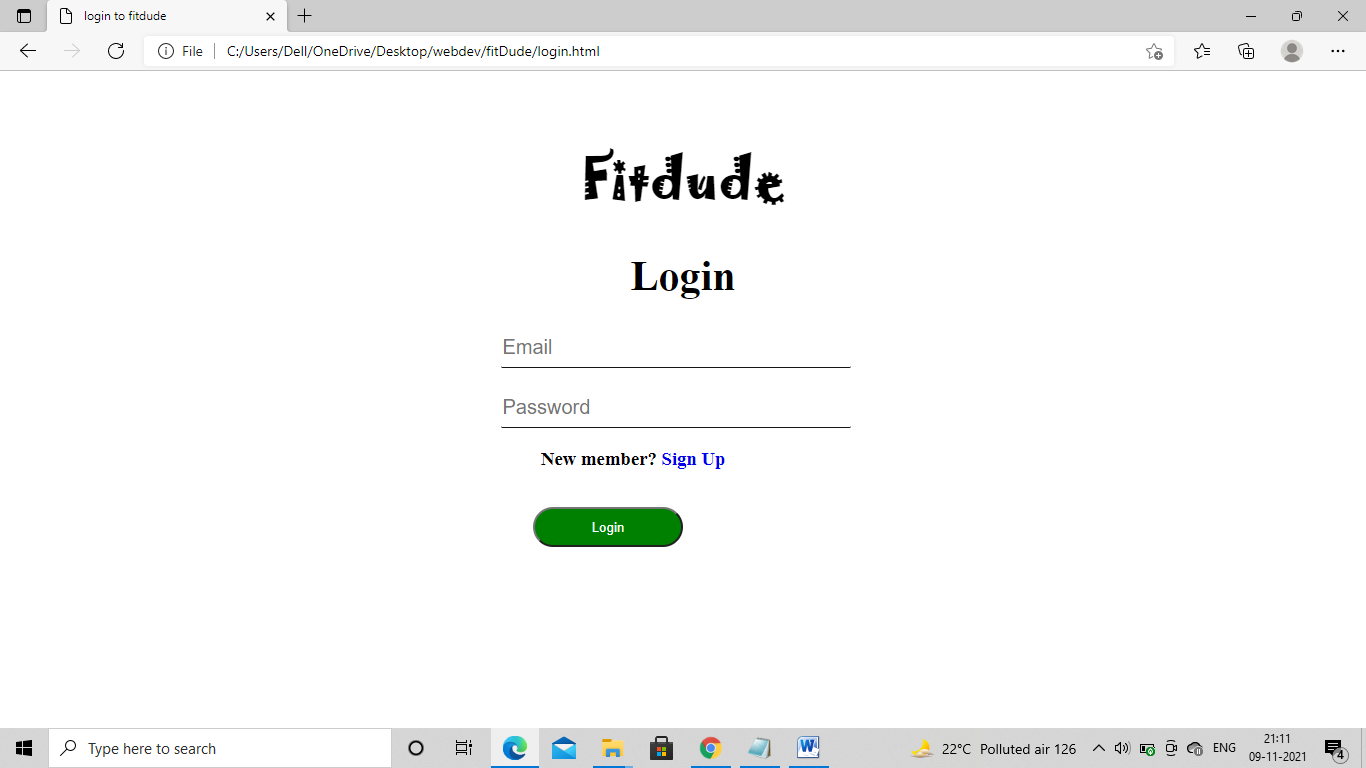 login to fitdude
File C:/Users/Dell/OneDrive/Desktop/webdev/fitDude/login.html
Fitdude
Login
Email
Password
New member? Sign Up
Login
Type here to search
22°C Polluted air 126
ENG
21:11
09-11-2021
4